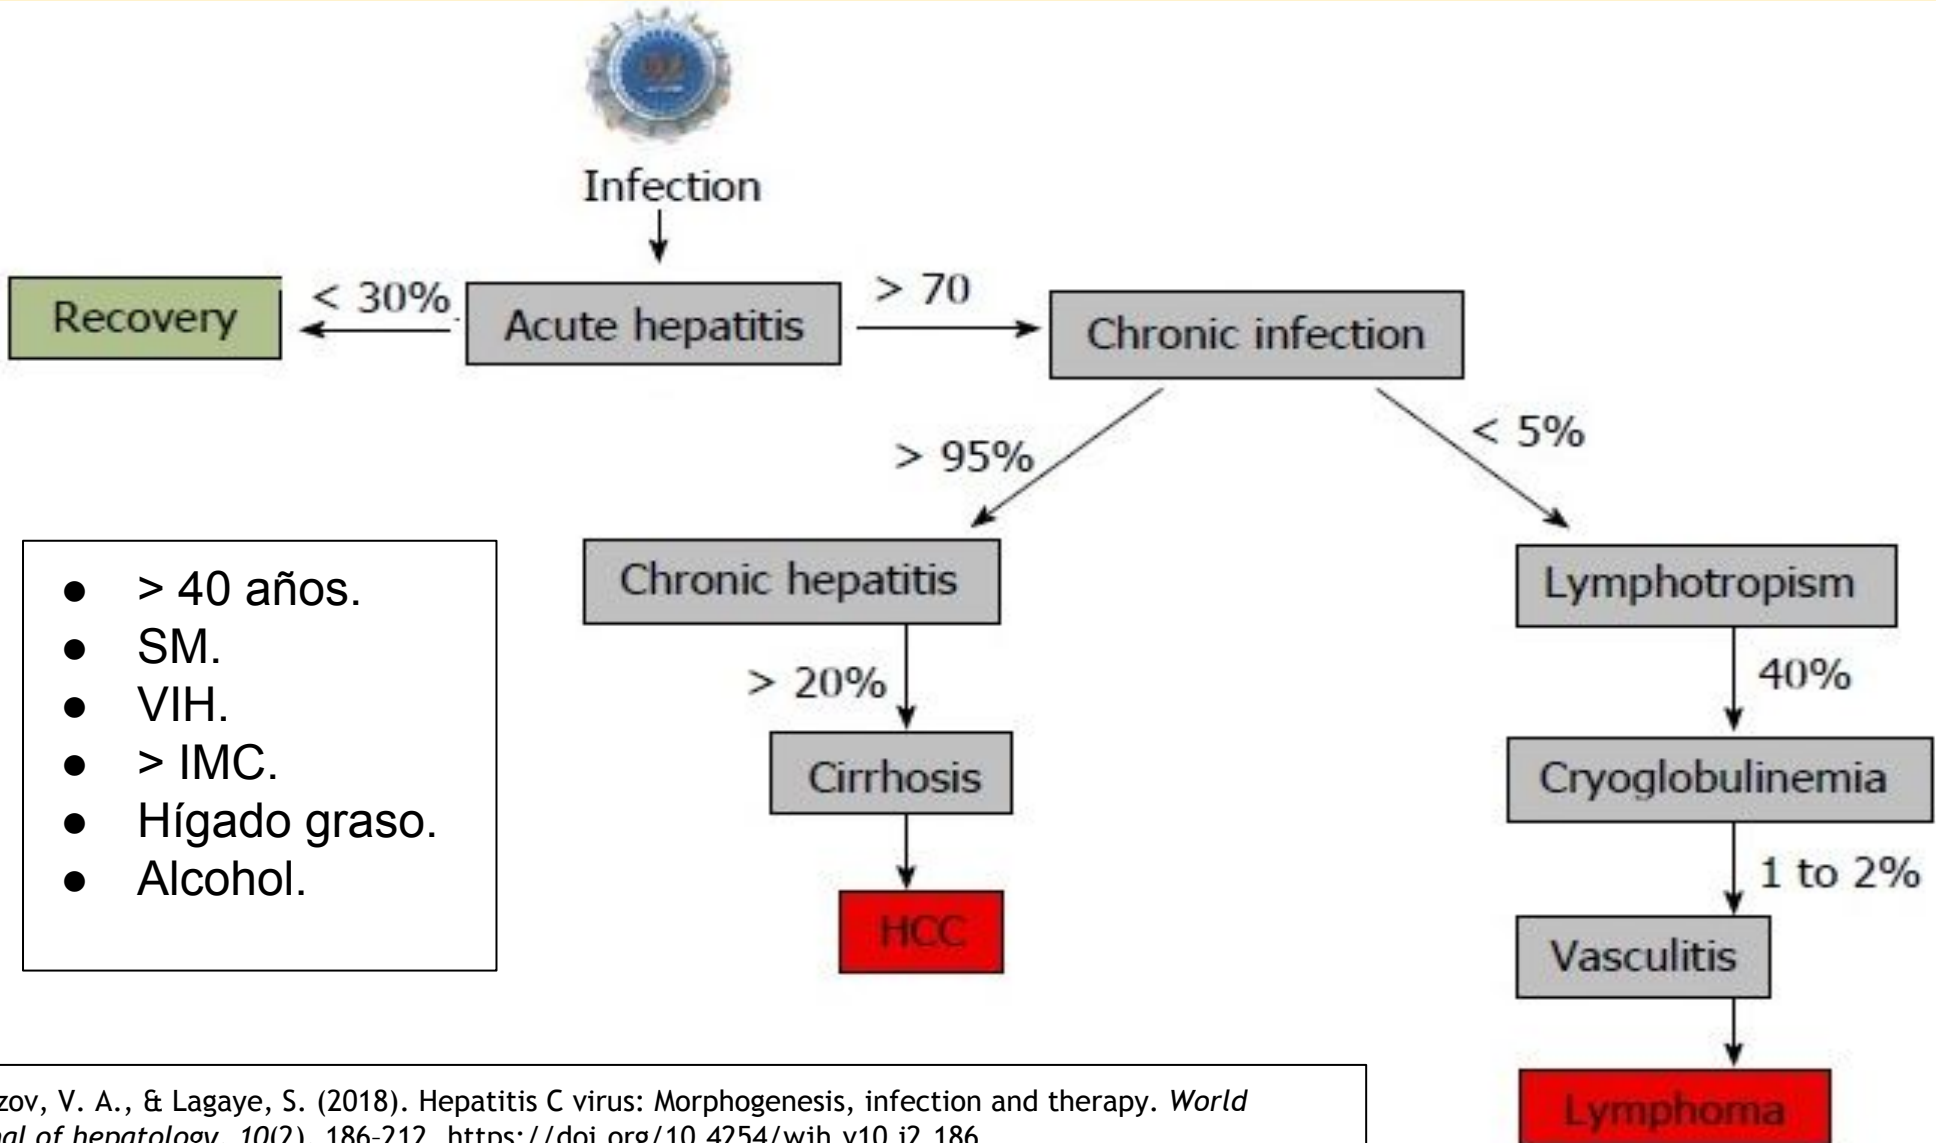 Infection
Recovery
< 30%
Acute hepatitis
> 70
Chronic infection
> 95%
< 5%
Chronic hepatitis
Lymphotropism
● > 40 años.
● SM.
● VIH.
● > IMC.
● Hígado graso.
● Alcohol.
> 20%
40%
Cirrhosis
Cryoglobulinemia
1 to 2%
HCC
Vasculitis
Lymphoma
zov, V. A., & Lagaye, S. (2018). Hepatitis C virus: Morphogenesis, infection and therapy. World
nal of hepatology, 10(2), 186–212. https://doi.org/10.4254/wjh.v10.i2.186